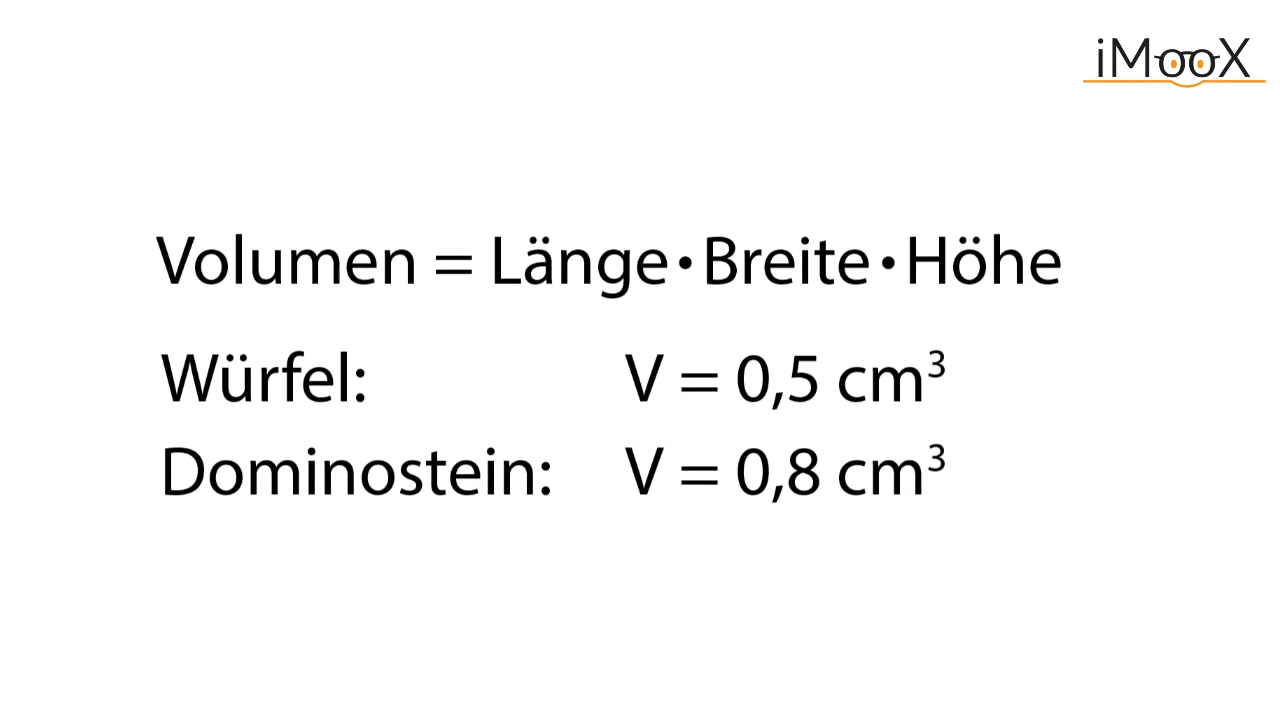 iMooX
Volumen = Länge · Breite · Höhe
Würfel: V = 0,5 cm³
Dominostein: V = 0,8 cm³